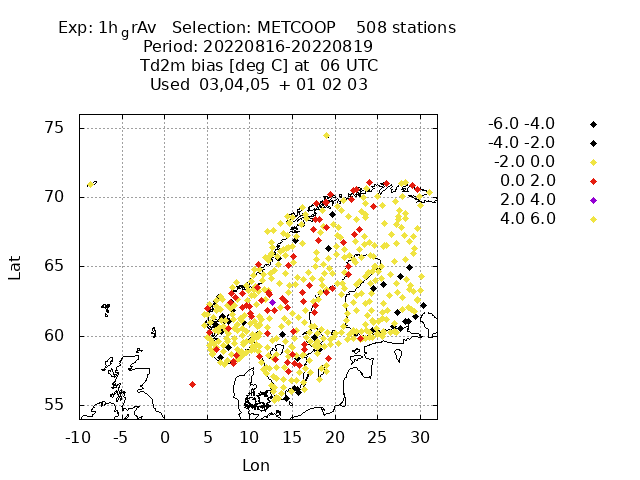 Exp: 1h_grAv Selection: METCOOP 508 stations
Period: 20220816-20220819
Td2m bias [deg C] at 06 UTC
Used 03,04,05 + 01 02 03
-6.0 -4.0
-4.0 -2.0
-2.0 0.0
0.0 2.0
2.0 4.0
4.0 6.0
75
70
65
60
55
Lat
-10 -5 0 5 10 15 20 25 30
Lon